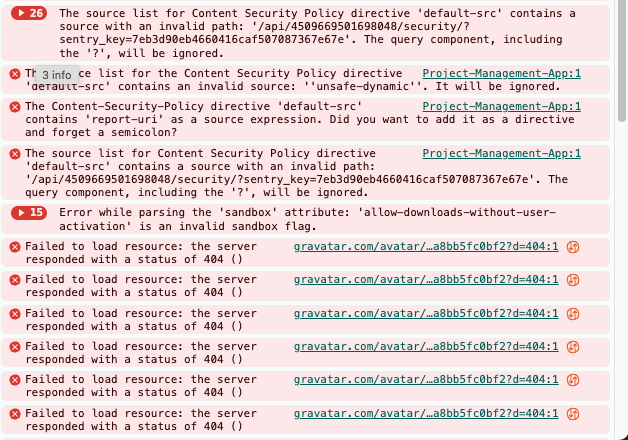 26 The source list for Content Security Policy directive 'default-src' contains a
source with an invalid path: '/api/4509669501698048/security/?
sentry_key=7eb3d90eb4660416caf507087367e67e'. The query component, including
the '?', will be ignored.
3 info
list for the Content Security Policy directive Project-Management-App:1
'default-src' contains an invalid source: ''unsafe-dynamic''. It will be ignored.
The Content-Security-Policy directive 'default-src' Project-Management-App:1
contains 'report-uri' as a source expression. Did you want to add it as a directive
and forget a semicolon?
The source list for Content Security Policy directive Project-Management-App:1
'default-src' contains a source with an invalid path:
'/api/4509669501698048/security/?sentry_key=7eb3d90eb4660416caf507087367e67e'. The
query component, including the '?', will be ignored.
15 Error while parsing the 'sandbox' attribute: 'allow-downloads-without-user-
activation' is an invalid sandbox flag.
Failed to load resource: the server gravatar.com/avatar/…a8bb5fc0bf2?d=404:1
responded with a status of 404 ()
Failed to load resource: the server gravatar.com/avatar/…a8bb5fc0bf2?d=404:1
responded with a status of 404 ()
Failed to load resource: the server gravatar.com/avatar/…a8bb5fc0bf2?d=404:1
responded with a status of 404 ()
Failed to load resource: the server gravatar.com/avatar/…a8bb5fc0bf2?d=404:1
responded with a status of 404 ()
Failed to load resource: the server gravatar.com/avatar/…a8bb5fc0bf2?d=404:1
responded with a status of 404 ()
Failed to load resource: the server gravatar.com/avatar/…a8bb5fc0bf2?d=404:1
responded with a status of 404 ()